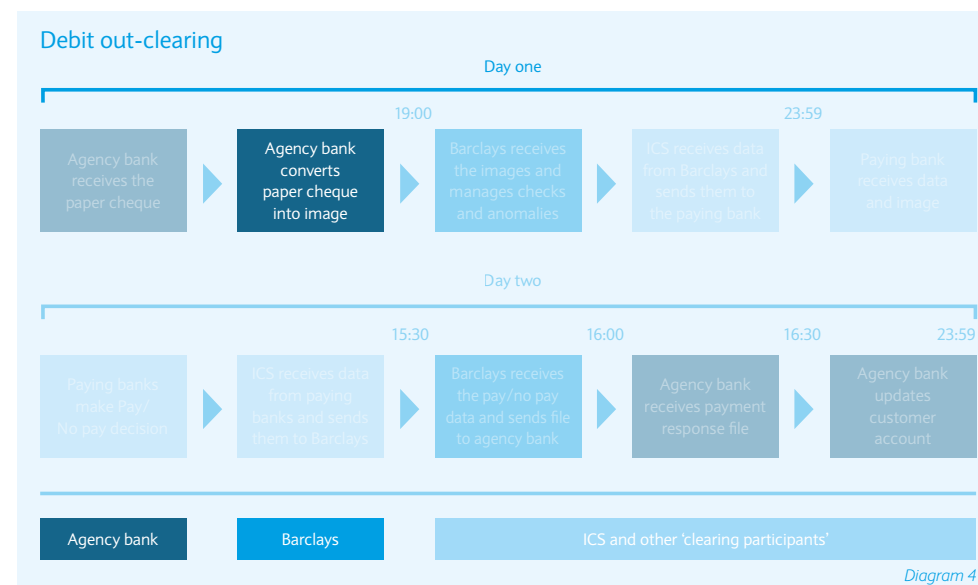 Debit out-clearing
Day one
19:00
23:59
Agency bank
receives the
paper cheque
Agency bank
converts
paper cheque
into image
Barclays receives
the images and
manages checks
and anomalies
ICS receives data
from Barclays and
sends them to
the paying bank
Paying bank
receives data
and image
Day two
15:30
16:00
16:30
23:59
Paying banks
make Pay/
No pay decision
ICS receives data
from paying
banks and sends
them to Barclays
Barclays receives
the pay/no pay
data and sends file
to agency bank
Agency bank
receives payment
response file
Agency bank
updates
customer
account
Agency bank
Barclays
ICS and other ‘clearing participants’
Diagram 4